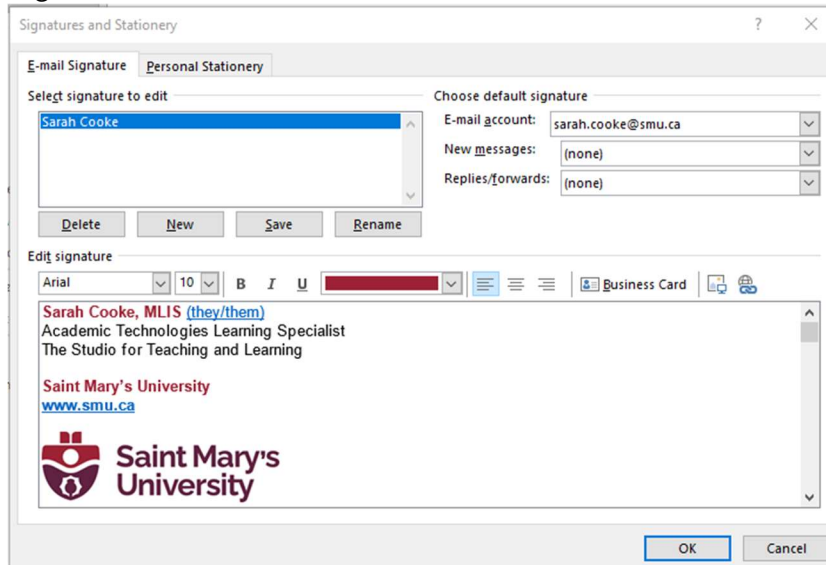 Signatures and Stationery ? ×
E-mail Signature Personal Stationery
Select signature to edit
Choose default signature
Sarah Cooke
E-mail account: sarah.cooke@smu.ca
New messages: (none)
Replies/forwards: (none)
Delete New Save Rename
Edit signature
Arial 10 B I U Business Card
Sarah Cooke, MLIS (they/them)
Academic Technologies Learning Specialist
The Studio for Teaching and Learning
Saint Mary's University
www.smu.ca
Saint Mary's
University
OK Cancel